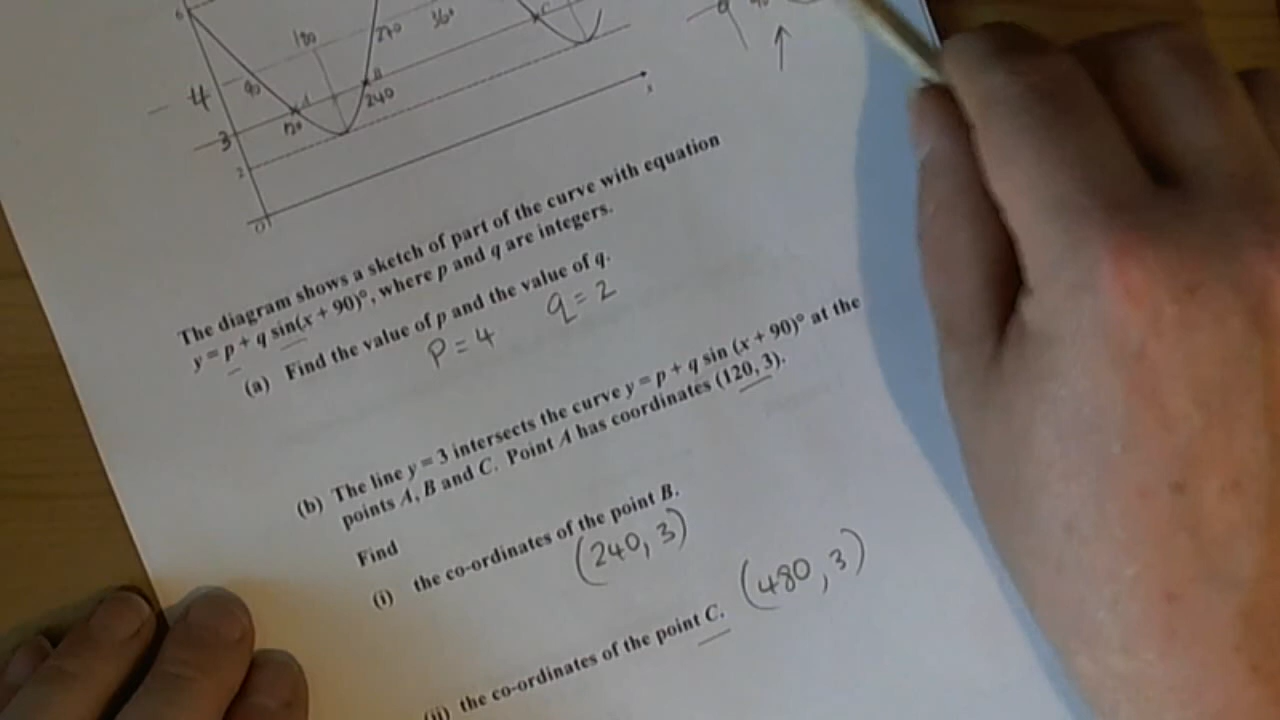 6
180
270
360
C
4
90
A
B
120
240
3
2
x
O
The diagram shows a sketch of part of the curve with equation
y = p + q sin(x + 90)°, where p and q are integers.
(a) Find the value of p and the value of q.
P = 4 q = 2
(b) The line y = 3 intersects the curve y = p + q sin (x + 90)° at the
points A, B and C. Point A has coordinates (120, 3).
Find
(i) the co-ordinates of the point B.
(240, 3)
(ii) the co-ordinates of the point C. (480, 3)